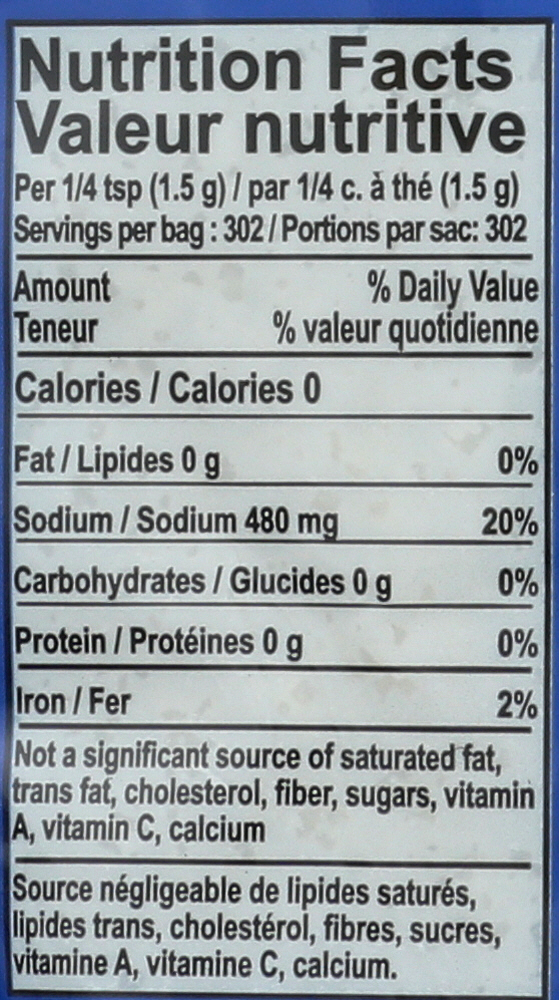 Nutrition Facts
Valeur nutritive
Per 1/4 tsp (1.5 g) / par 1/4 c. à thé (1.5 g)
Servings per bag : 302 / Portions par sac: 302
Amount % Daily Value
Teneur % valeur quotidienne
Calories / Calories 0
Fat / Lipides 0 g 0%
Sodium / Sodium 480 mg 20%
Carbohydrates / Glucides 0 g 0%
Protein / Protéines 0 g 0%
Iron / Fer 2%
Not a significant source of saturated fat,
trans fat, cholesterol, fiber, sugars, vitamin
A, vitamin C, calcium
Source négligeable de lipides saturés,
lipides trans, cholestérol, fibres, sucres,
vitamine A, vitamine C, calcium.